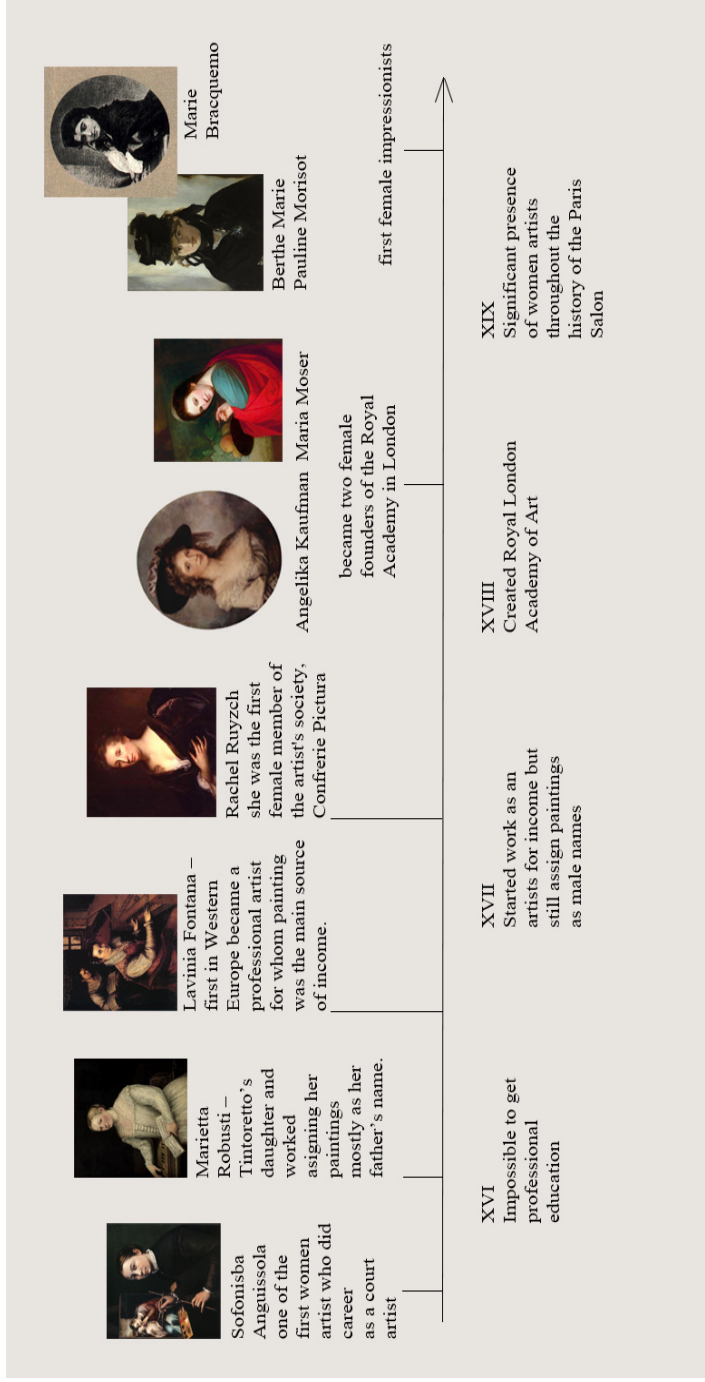 Sofonisba
Anguissola
one of the
first women
artist who did
career
as a court
artist
Marietta
Robusti –
Tintoretto’s
daughter and
worked
asigning her
paintings
mostly as her
father’s name.
Lavinia Fontana –
first in Western
Europe became a
professional artist
for whom painting
was the main source
of income.
Rachel Ruyzch
she was the first
female member of
the artist's society,
Confrerie Pictura
Angelika Kaufman Maria Moser
became two female
founders of the Royal
Academy in London
Berthe Marie
Pauline Morisot
Marie
Bracquemo
first female impressionists
XVI
Impossible to get
professional
education
XVII
Started work as an
artists for income but
still assign paintings
as male names
XVIII
Created Royal London
Academy of Art
XIX
Significant presence
of women artists
throughout the
history of the Paris
Salon